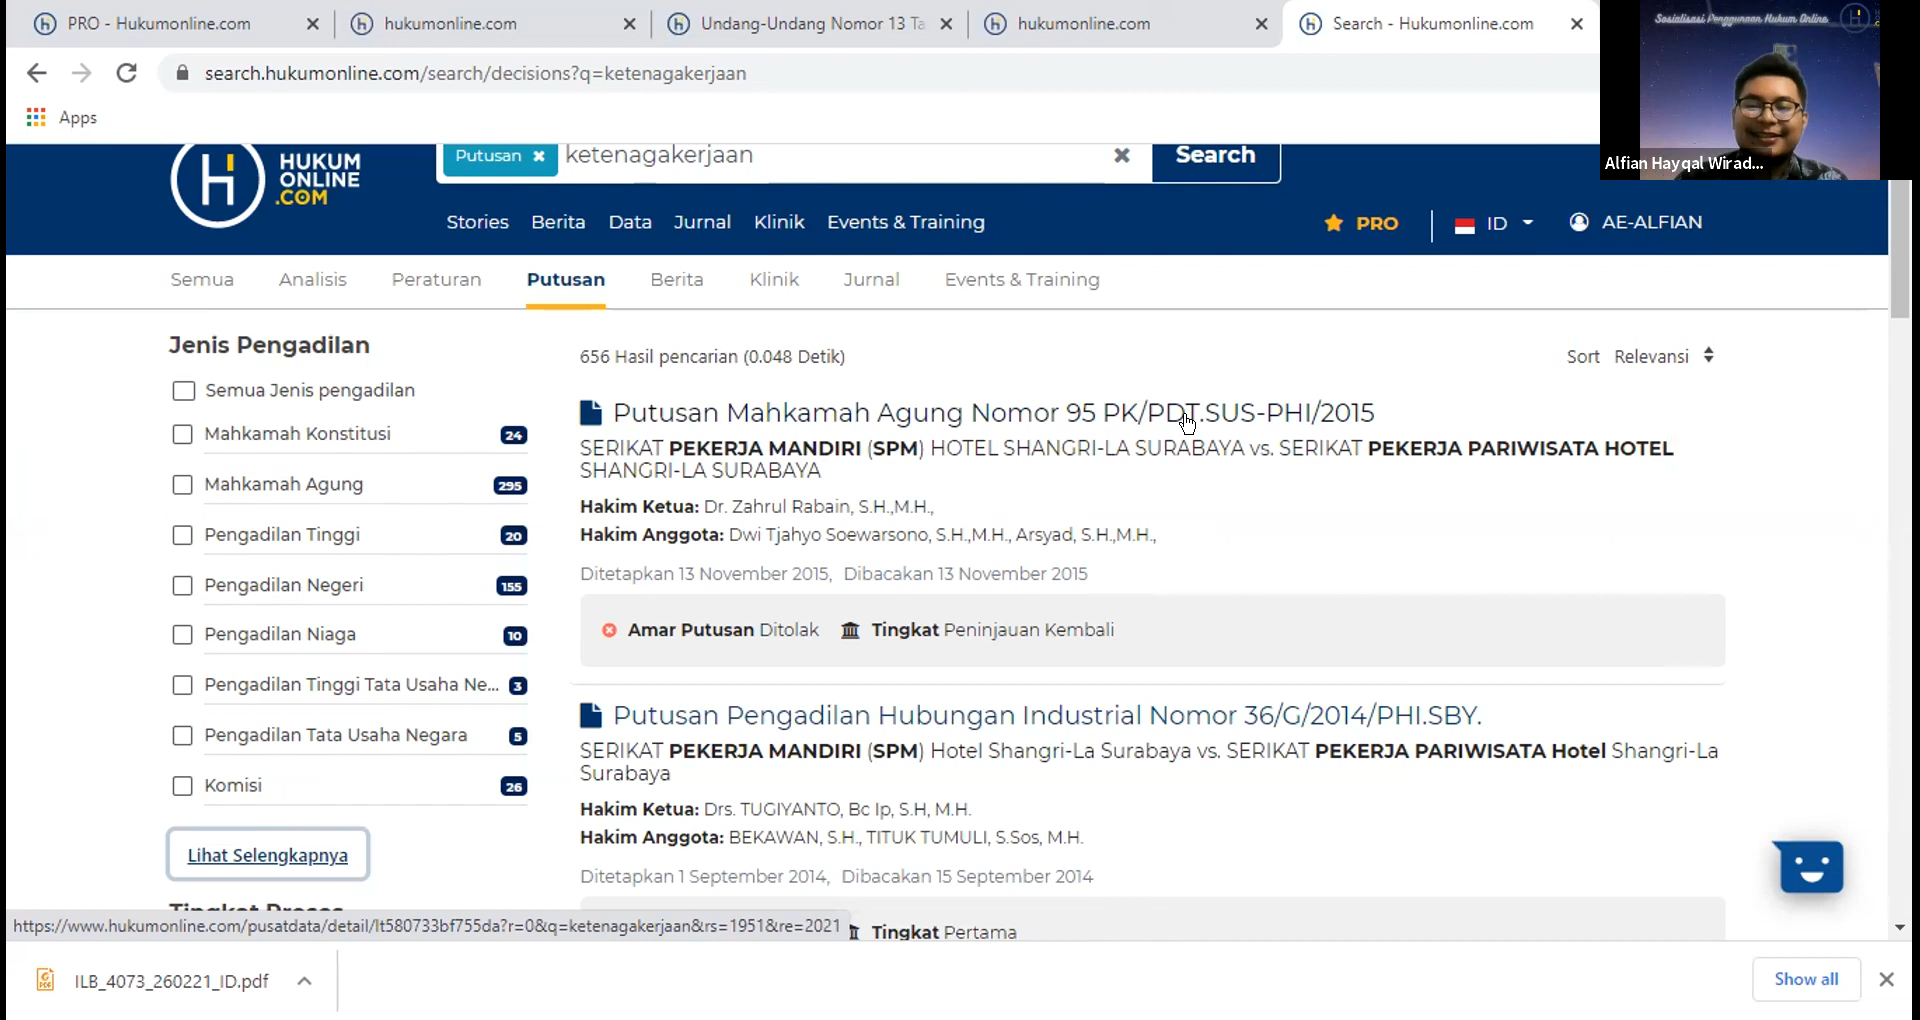 PRO - Hukumonline.com
hukumonline.com
Undang-Undang Nomor 13 Ta
hukumonline.com
Search - Hukumonline.com
Sosialisasi Penggunaan Hukum Online
search.hukumonline.com/search/decisions?q=ketenagakerjaan
Apps
Alfian Hayqal Wirad...
HUKUM
ONLINE
.COM
Putusan
ketenagakerjaan
Search
Stories
Berita
Data
Jurnal
Klinik
Events & Training
PRO
ID
AE-ALFIAN
Semua
Analisis
Peraturan
Putusan
Berita
Klinik
Jurnal
Events & Training
Jenis Pengadilan
Semua Jenis pengadilan
Mahkamah Konstitusi 24
Mahkamah Agung 295
Pengadilan Tinggi 20
Pengadilan Negeri 155
Pengadilan Niaga 10
Pengadilan Tinggi Tata Usaha Ne... 3
Pengadilan Tata Usaha Negara 5
Komisi 26
Lihat Selengkapnya
Tingkat Proses
656 Hasil pencarian (0.048 Detik)
Sort Relevansi
Putusan Mahkamah Agung Nomor 95 PK/PDT.SUS-PHI/2015
SERIKAT PEKERJA MANDIRI (SPM) HOTEL SHANGRI-LA SURABAYA vs. SERIKAT PEKERJA PARIWISATA HOTEL
SHANGRI-LA SURABAYA
Hakim Ketua: Dr. Zahrul Rabain, S.H.,M.H.,
Hakim Anggota: Dwi Tjahyo Soewarsono, S.H.,M.H., Arsyad, S.H.,M.H.,
Ditetapkan 13 November 2015, Dibacakan 13 November 2015
Amar Putusan Ditolak Tingkat Peninjauan Kembali
Putusan Pengadilan Hubungan Industrial Nomor 36/G/2014/PHI.SBY.
SERIKAT PEKERJA MANDIRI (SPM) Hotel Shangri-La Surabaya vs. SERIKAT PEKERJA PARIWISATA Hotel Shangri-La
Surabaya
Hakim Ketua: Drs. TUGIYANTO, Bc Ip, S.H, M.H.
Hakim Anggota: BEKAWAN, S.H., TITUK TUMULI, S.Sos, M.H.
Ditetapkan 1 September 2014, Dibacakan 15 September 2014
Tingkat Pertama
https://www.hukumonline.com/pusatdata/detail/lt580733bf755da?r=0&q=ketenagakerjaan&rs=1951&re=2021
ILB_4073_260221_ID.pdf
Show all